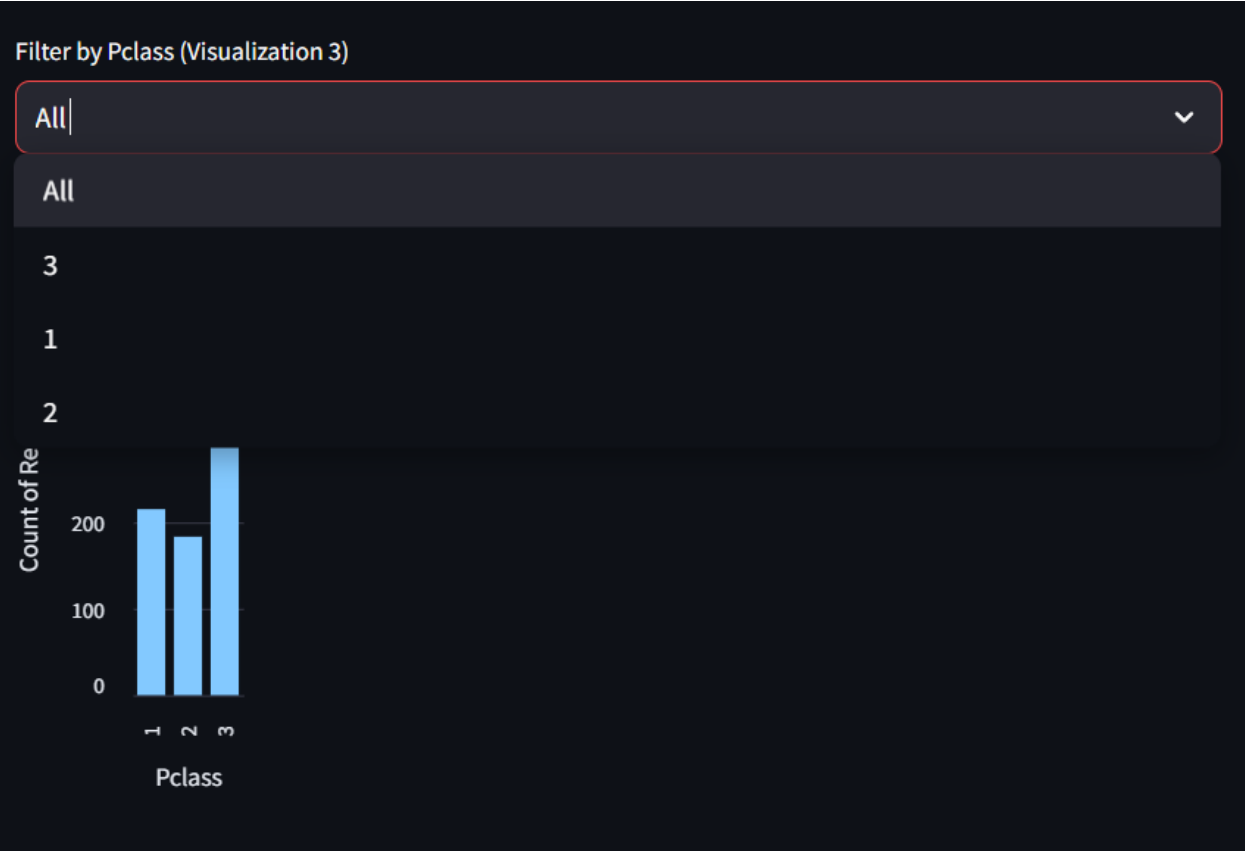 Filter by Pclass (Visualization 3)
All
All
3
1
2
Count of Re
200
100
0
1
2
3
Pclass